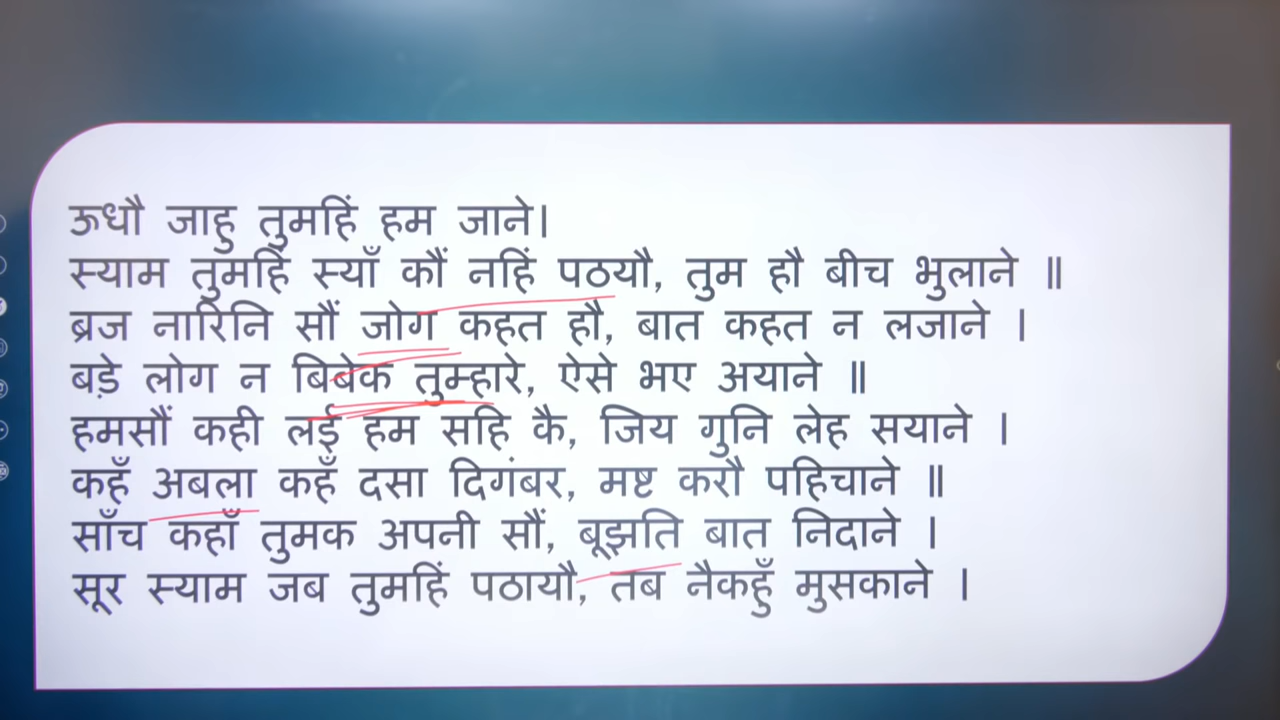 ऊधौ जाहु तुमहिं हम जाने।
स्याम तुमहिं स्याँ कौं नहिं पठयौ, तुम हौ बीच भुलाने ॥
ब्रज नारिनि सौं जोग कहत हौ, बात कहत न लजाने ।
बड़े लोग न बिबेक तुम्हारे, ऐसे भए अयाने ॥
हमसौं कही लई हम सहि कै, जिय गुनि लेह सयाने ।
कहँ अबला कहँ दसा दिगंबर, मष्ट करौ पहिचाने ॥
साँच कहाँ तुमक अपनी सौं, बूझति बात निदाने ।
सूर स्याम जब तुमहिं पठायौ, तब नैकहुँ मुसकाने ।